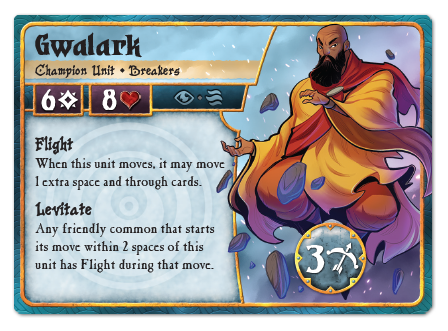 Gwalark
Champion Unit • Breakers
6 8
Flight
When this unit moves, it may move
1 extra space and through cards.
Levitate
Any friendly common that starts
its move within 2 spaces of this
unit has Flight during that move.
3